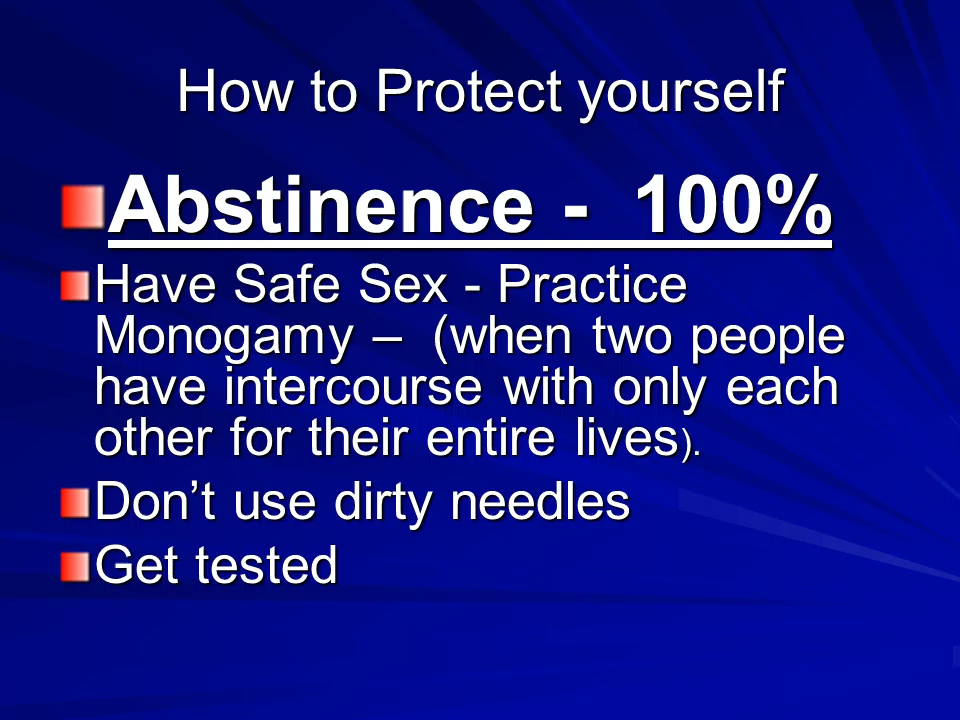 How to Protect yourself
Abstinence -  100%
Have Safe Sex - Practice
Monogamy –  (when two people
have intercourse with only each
other for their entire lives).
Don’t use dirty needles
Get tested